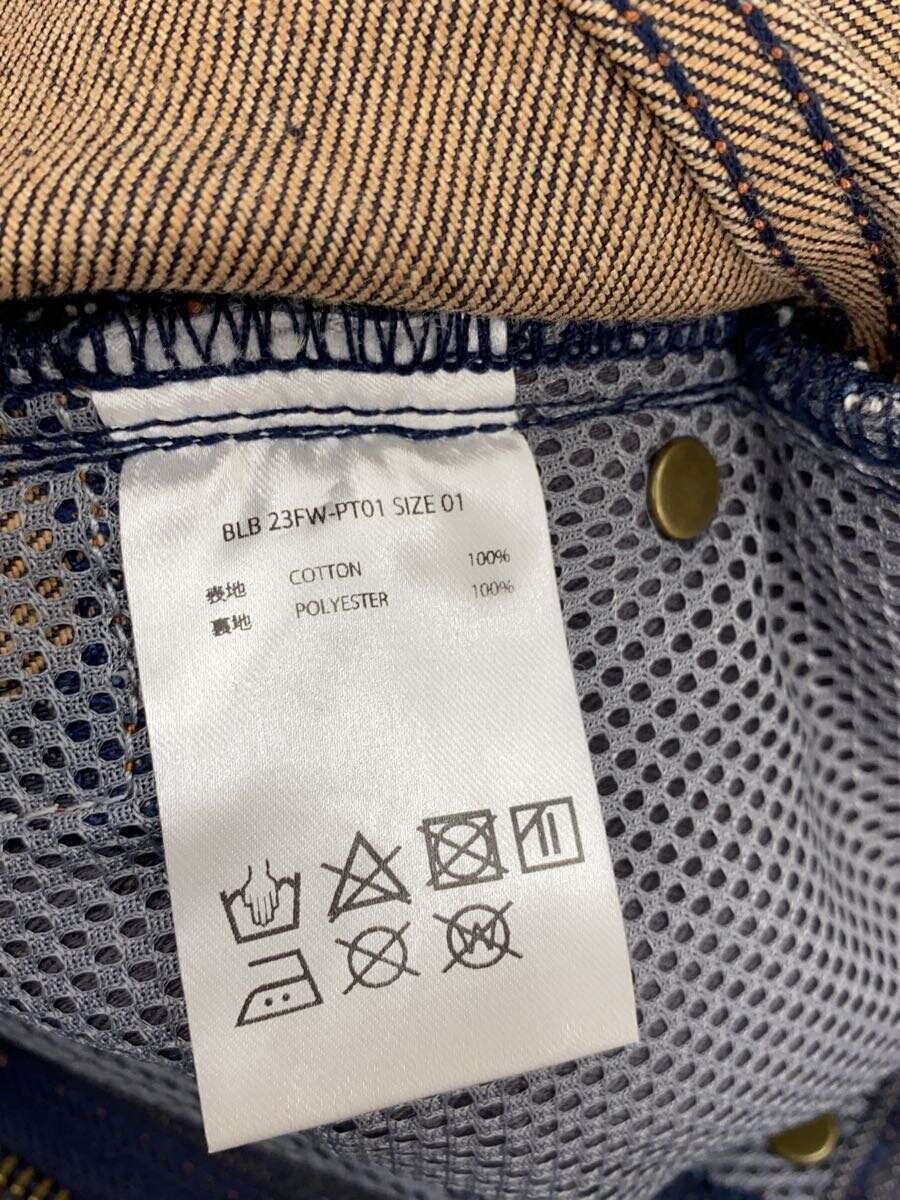 BLB 23FW-PT01 SIZE 01
表地 COTTON 100%
裏地 POLYESTER 100%